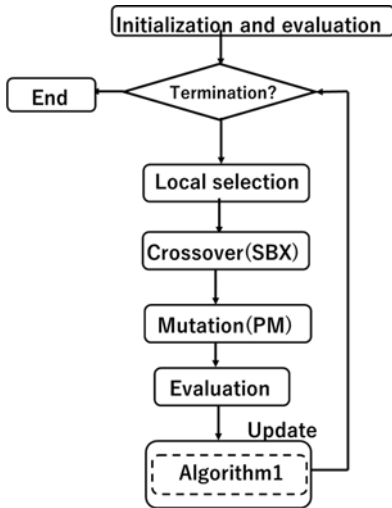 Initialization and evaluation
Termination?
End
Local selection
Crossover(SBX)
Mutation(PM)
Evaluation
Update
Algorithm1